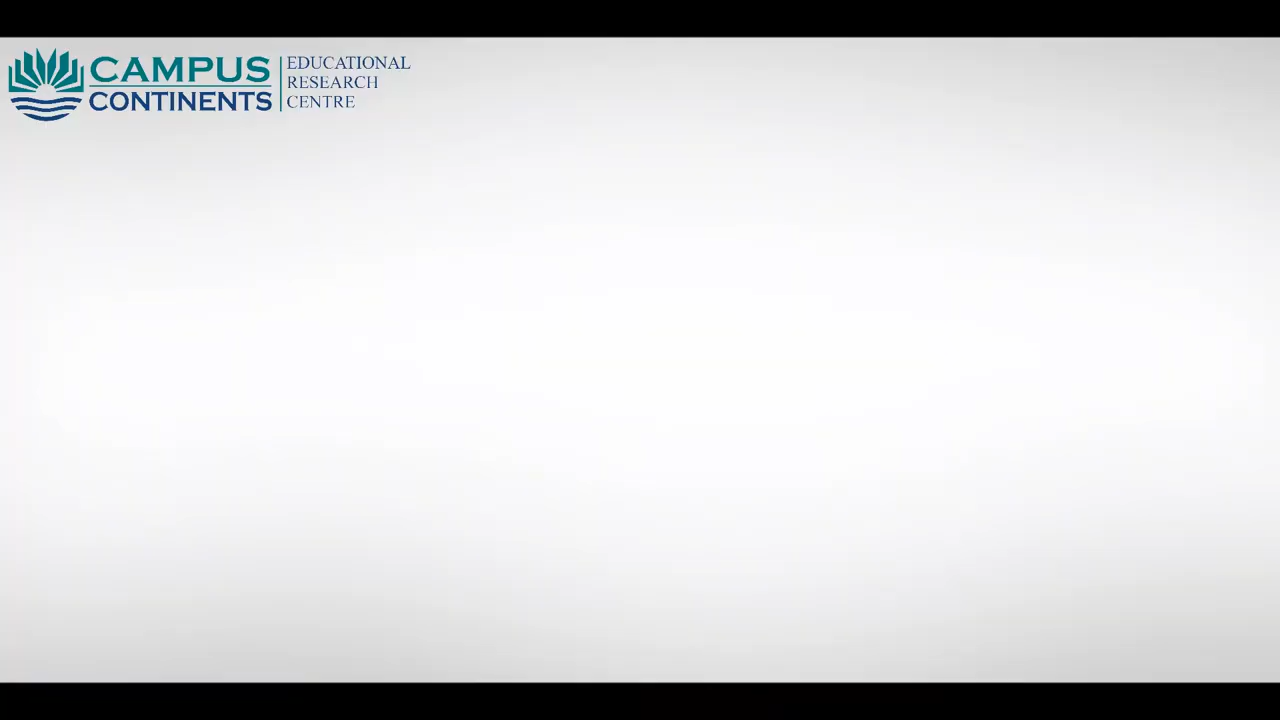 CAMPUS
CONTINENTS
EDUCATIONAL
RESEARCH
CENTRE